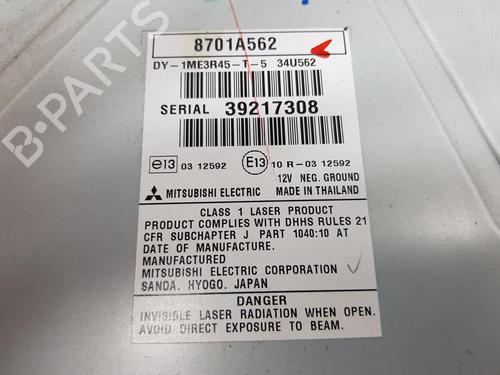 8701A562
DY-1ME3R45-T-5 34U562
SERIAL 39217308
e13 03 12592 E13 10 R-03 12592
12V NEG. GROUND
MITSUBISHI ELECTRIC MADE IN THAILAND
CLASS 1 LASER PRODUCT
PRODUCT COMPLIES WITH DHHS RULES 21
CFR SUBCHAPTER J PART 1040:10 AT
DATE OF MANUFACTURE.
MANUFACTURED
MITSUBISHI ELECTRIC CORPORATION
SANDA, HYOGO, JAPAN
DANGER
INVISIBLE LASER RADIATION WHEN OPEN.
AVOID DIRECT EXPOSURE TO BEAM.
B-PARTS